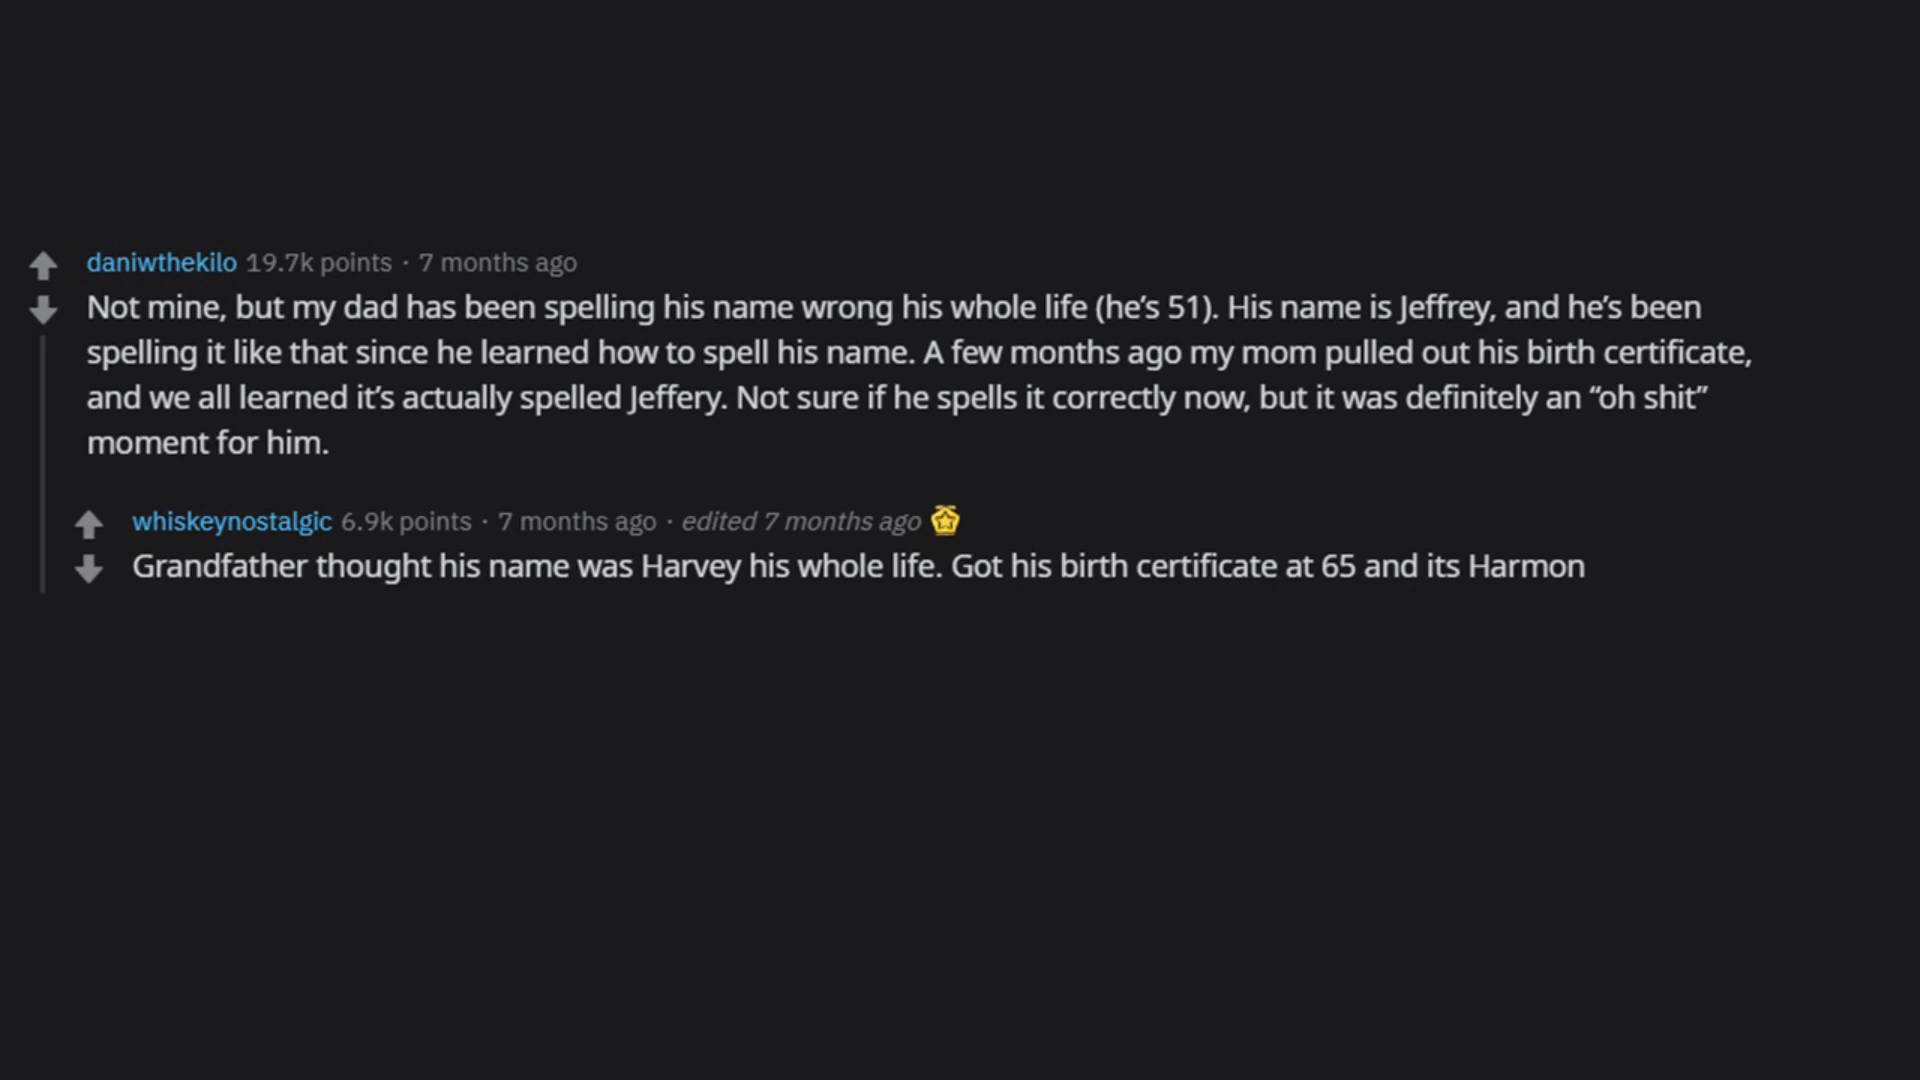 daniwthekilo 19.7k points · 7 months ago
Not mine, but my dad has been spelling his name wrong his whole life (he’s 51). His name is Jeffrey, and he’s been
spelling it like that since he learned how to spell his name. A few months ago my mom pulled out his birth certificate,
and we all learned it’s actually spelled Jeffery. Not sure if he spells it correctly now, but it was definitely an “oh shit”
moment for him.
whiskeynostalgic 6.9k points · 7 months ago · edited 7 months ago
Grandfather thought his name was Harvey his whole life. Got his birth certificate at 65 and its Harmon